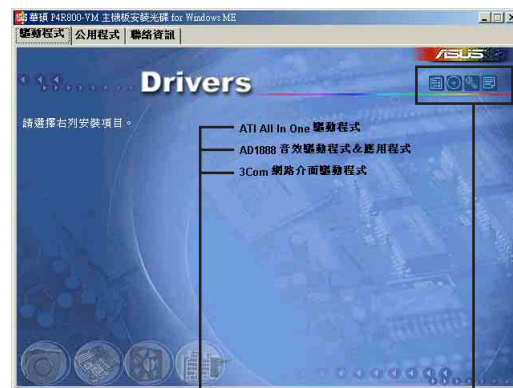 華碩 P4R800-VM 主機板安裝光碟 for Windows ME
驅動程式 公用程式 聯絡資訊
ASUS
Drivers
請選擇右列安裝項目。
ATI All In One 驅動程式
AD1888 音效驅動程式&應用程式
3Com 網路介面驅動程式